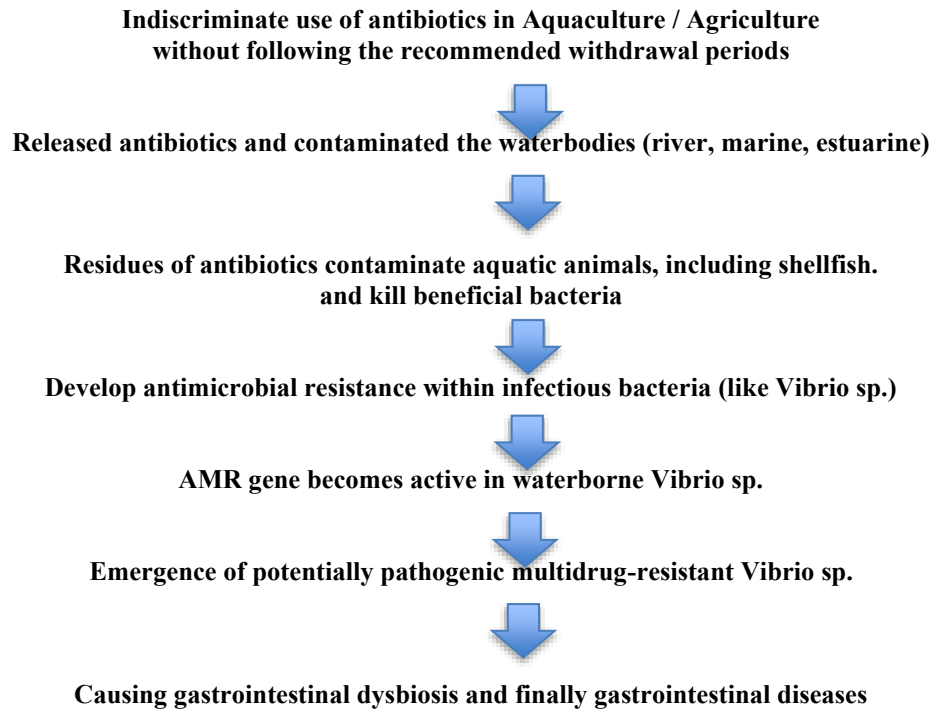 Indiscriminate use of antibiotics in Aquaculture / Agriculture
without following the recommended withdrawal periods
Released antibiotics and contaminated the waterbodies (river, marine, estuarine)
Residues of antibiotics contaminate aquatic animals, including shellfish.
and kill beneficial bacteria
Develop antimicrobial resistance within infectious bacteria (like Vibrio sp.)
AMR gene becomes active in waterborne Vibrio sp.
Emergence of potentially pathogenic multidrug-resistant Vibrio sp.
Causing gastrointestinal dysbiosis and finally gastrointestinal diseases